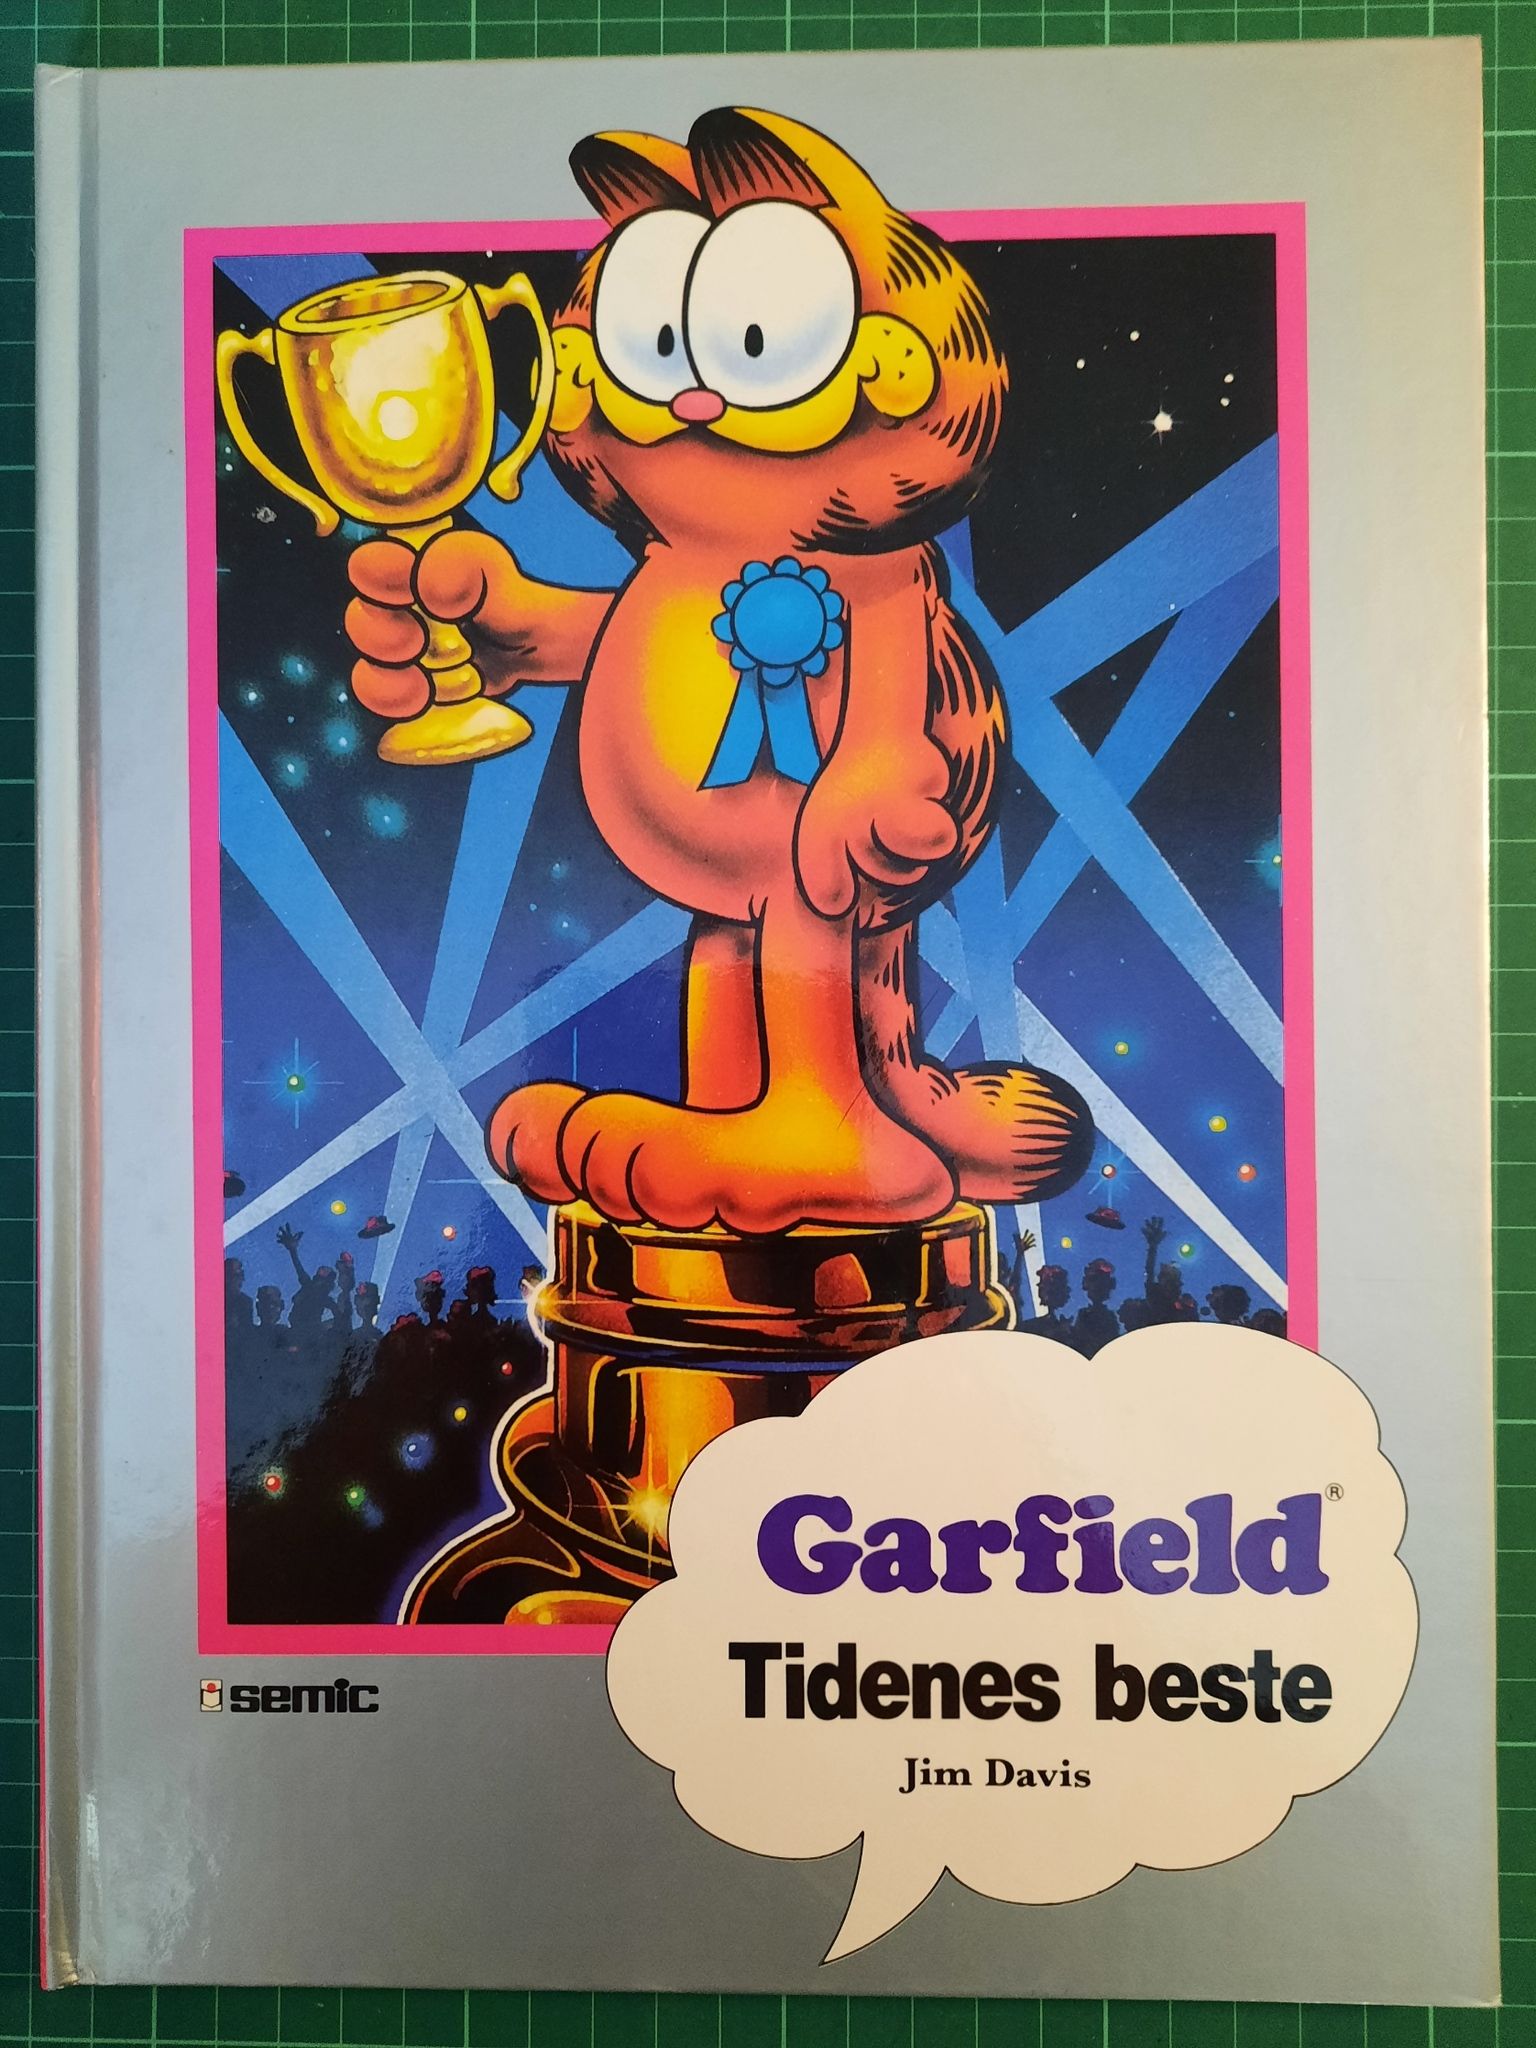 Garfield®
Tidenes beste
Jim Davis
semic